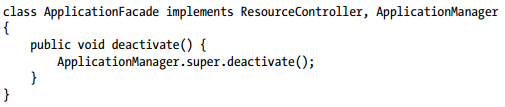 class ApplicationFacade implements ResourceController, ApplicationManager
{
    public void deactivate() {
        ApplicationManager.super.deactivate();
    }
}